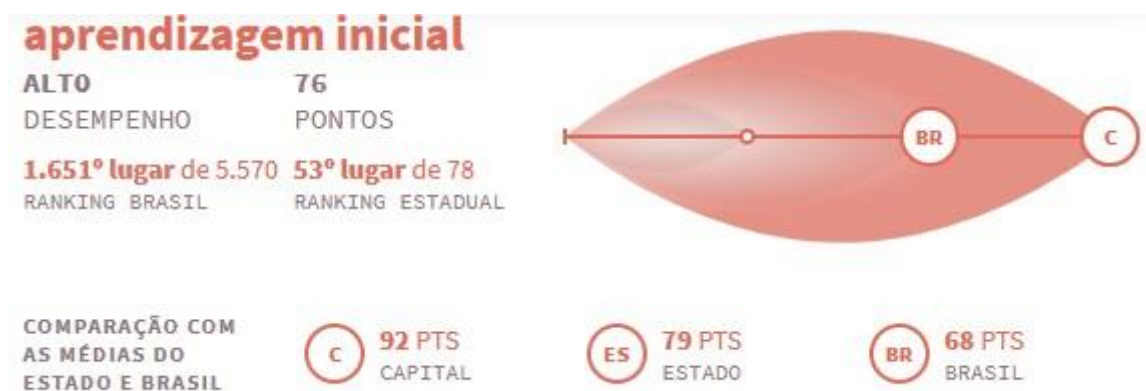 aprendizagem inicial
ALTO
DESEMPENHO
76
PONTOS
1.651º lugar de 5.570
RANKING BRASIL
53º lugar de 78
RANKING ESTADUAL
BR
C
COMPARAÇÃO COM
AS MÉDIAS DO
ESTADO E BRASIL
C
92 PTS
CAPITAL
ES
79 PTS
ESTADO
BR
68 PTS
BRASIL